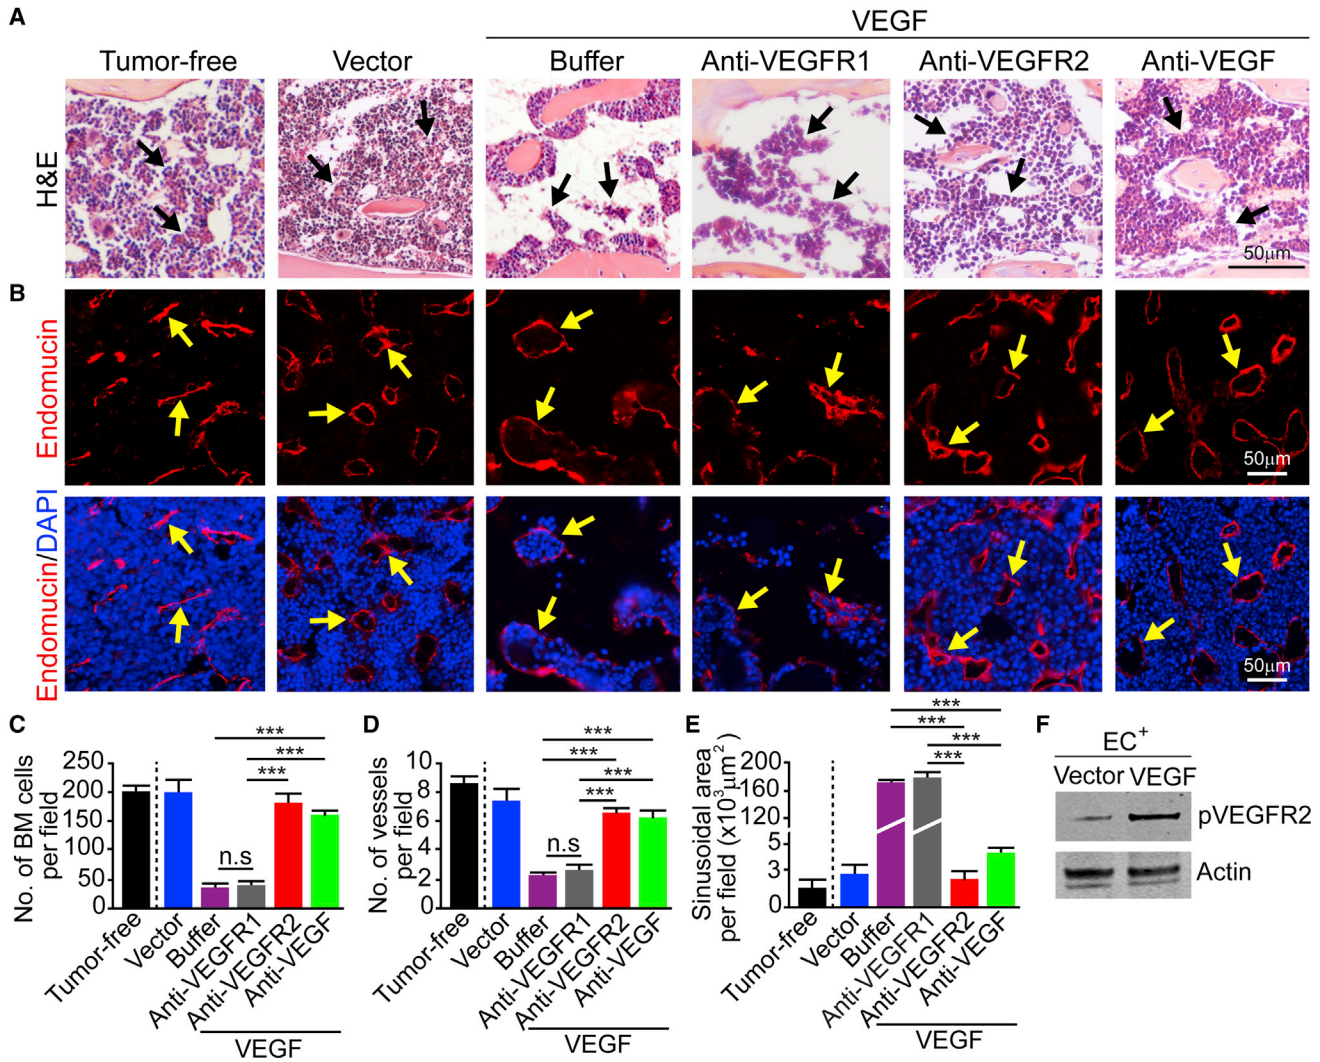 A
VEGF
Tumor-free
Vector
Buffer
Anti-VEGFR1
Anti-VEGFR2
Anti-VEGF
H&E
50μm
B
Endomucin
50μm
Endomucin/DAPI
50μm
C
No. of BM cells
per field
250
200
150
100
50
0
***
***
***
n.s
Tumor-free
Vector
Buffer
Anti-VEGFR1
Anti-VEGFR2
Anti-VEGF
VEGF
D
No. of vessels
per field
10
8
6
4
2
0
***
***
***
***
n.s
Tumor-free
Vector
Buffer
Anti-VEGFR1
Anti-VEGFR2
Anti-VEGF
VEGF
E
Sinusoidal area
per field (x10³μm²)
200
160
120
5
3
0
***
***
***
***
Tumor-free
Vector
Buffer
Anti-VEGFR1
Anti-VEGFR2
Anti-VEGF
VEGF
F
EC⁺
Vector VEGF
pVEGFR2
Actin